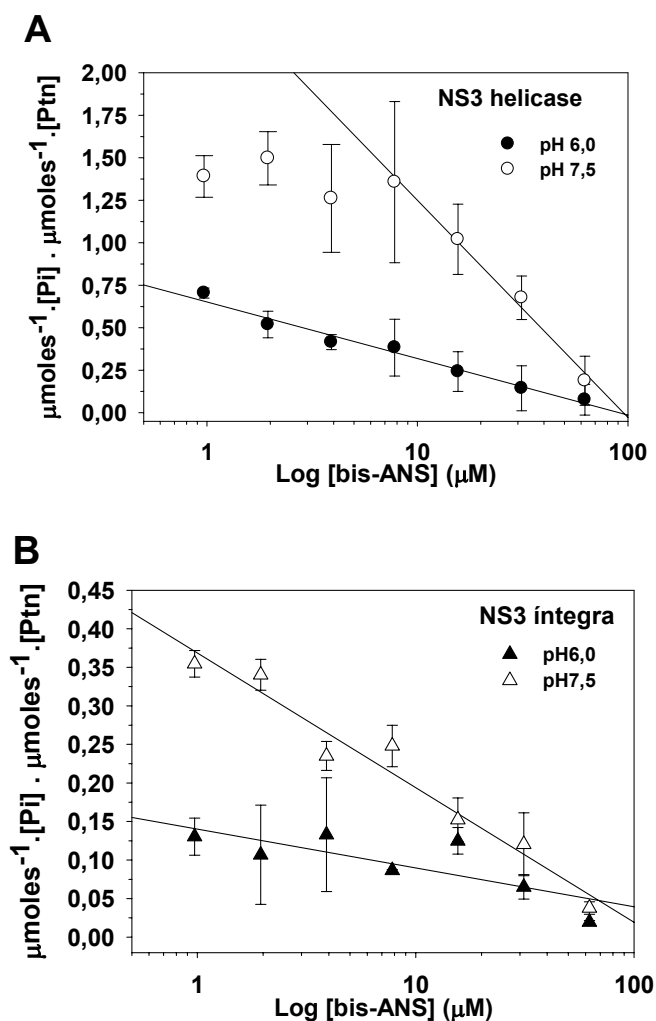 A
NS3 helicase
pH 6,0
pH 7,5
µmoles⁻¹.[Pi] . µmoles⁻¹.[Ptn]
2,00
1,75
1,50
1,25
1,00
0,75
0,50
0,25
0,00
1
10
100
Log [bis-ANS] (µM)
B
NS3 íntegra
pH6,0
pH7,5
µmoles⁻¹.[Pi] . µmoles⁻¹.[Ptn]
0,45
0,40
0,35
0,30
0,25
0,20
0,15
0,10
0,05
0,00
1
10
100
Log [bis-ANS] (µM)